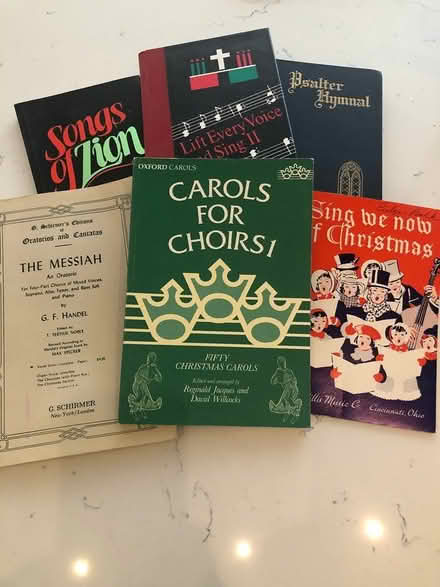 Songs
of Zion
Lift Every Voice
and Sing II
Psalter
Hymnal
G. Schirmer's Editions
of
Oratorios and Cantatas
THE MESSIAH
An Oratorio
For Four-Part Chorus of Mixed Voices,
Soprano, Alto, Tenor, and Bass Soli
and Piano
by
G. F. HANDEL
Edited by
T. TERTIUS NOBLE
MAX SPICKER
G. SCHIRMER
New York/London
OXFORD CAROLS
CAROLS
FOR
CHOIRS 1
FIFTY
CHRISTMAS CAROLS
Edited and arranged by
Reginald Jacques and
David Willcocks
Sing we now
of Christmas
Willis Music Co.
Cincinnati, Ohio